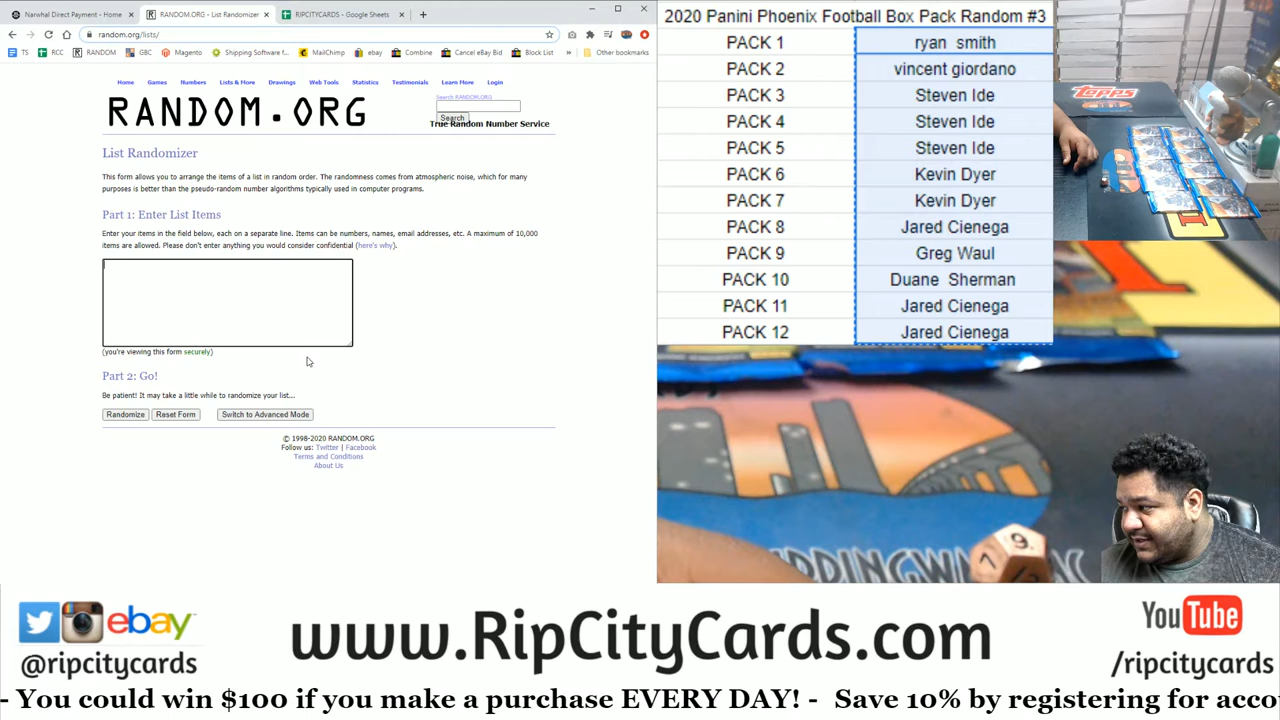 Narwhal Direct Payment - Home
RANDOM.ORG - List Randomizer
RIPCITYCARDS - Google Sheets
random.org/lists/
TS
RCC
RANDOM
GBC
Magento
Shipping Software f...
MailChimp
ebay
Combine
Cancel eBay Bid
Block List
Other bookmarks
Home
Games
Numbers
Lists & More
Drawings
Web Tools
Statistics
Testimonials
Learn More
Login
RANDOM.ORG
Search RANDOM.ORG
Search
True Random Number Service
List Randomizer
This form allows you to arrange the items of a list in random order. The randomness comes from atmospheric noise, which for many
purposes is better than the pseudo-random number algorithms typically used in computer programs.
Part 1: Enter List Items
Enter your items in the field below, each on a separate line. Items can be numbers, names, email addresses, etc. A maximum of 10,000
items are allowed. Please don't enter anything you would consider confidential (here's why).
(you're viewing this form securely)
Part 2: Go!
Be patient! It may take a little while to randomize your list...
Randomize
Reset Form
Switch to Advanced Mode
© 1998-2020 RANDOM.ORG
Follow us: Twitter | Facebook
Terms and Conditions
About Us
2020 Panini Phoenix Football Box Pack Random #3
PACK 1 ryan smith
PACK 2 vincent giordano
PACK 3 Steven Ide
PACK 4 Steven Ide
PACK 5 Steven Ide
PACK 6 Kevin Dyer
PACK 7 Kevin Dyer
PACK 8 Jared Cienega
PACK 9 Greg Waul
PACK 10 Duane Sherman
PACK 11 Jared Cienega
PACK 12 Jared Cienega
Topps
9.
7
ebay
@ripcitycards
www.RipCityCards.com
YouTube
/ripcitycards
- You could win $100 if you make a purchase EVERY DAY! - Save 10% by registering for acco